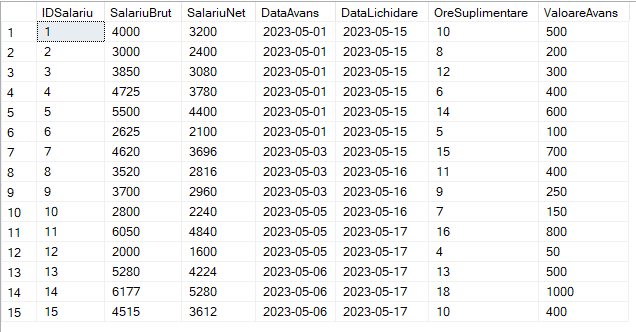 IDSalariu SalariuBrut SalariuNet DataAvans DataLichidare OreSuplimentare ValoareAvans
1 1 4000 3200 2023-05-01 2023-05-15 10 500
2 2 3000 2400 2023-05-01 2023-05-15 8 200
3 3 3850 3080 2023-05-01 2023-05-15 12 300
4 4 4725 3780 2023-05-01 2023-05-15 6 400
5 5 5500 4400 2023-05-01 2023-05-15 14 600
6 6 2625 2100 2023-05-01 2023-05-15 5 100
7 7 4620 3696 2023-05-03 2023-05-15 15 700
8 8 3520 2816 2023-05-03 2023-05-16 11 400
9 9 3700 2960 2023-05-03 2023-05-16 9 250
10 10 2800 2240 2023-05-05 2023-05-16 7 150
11 11 6050 4840 2023-05-05 2023-05-17 16 800
12 12 2000 1600 2023-05-05 2023-05-17 4 50
13 13 5280 4224 2023-05-06 2023-05-17 13 500
14 14 6177 5280 2023-05-06 2023-05-17 18 1000
15 15 4515 3612 2023-05-06 2023-05-17 10 400